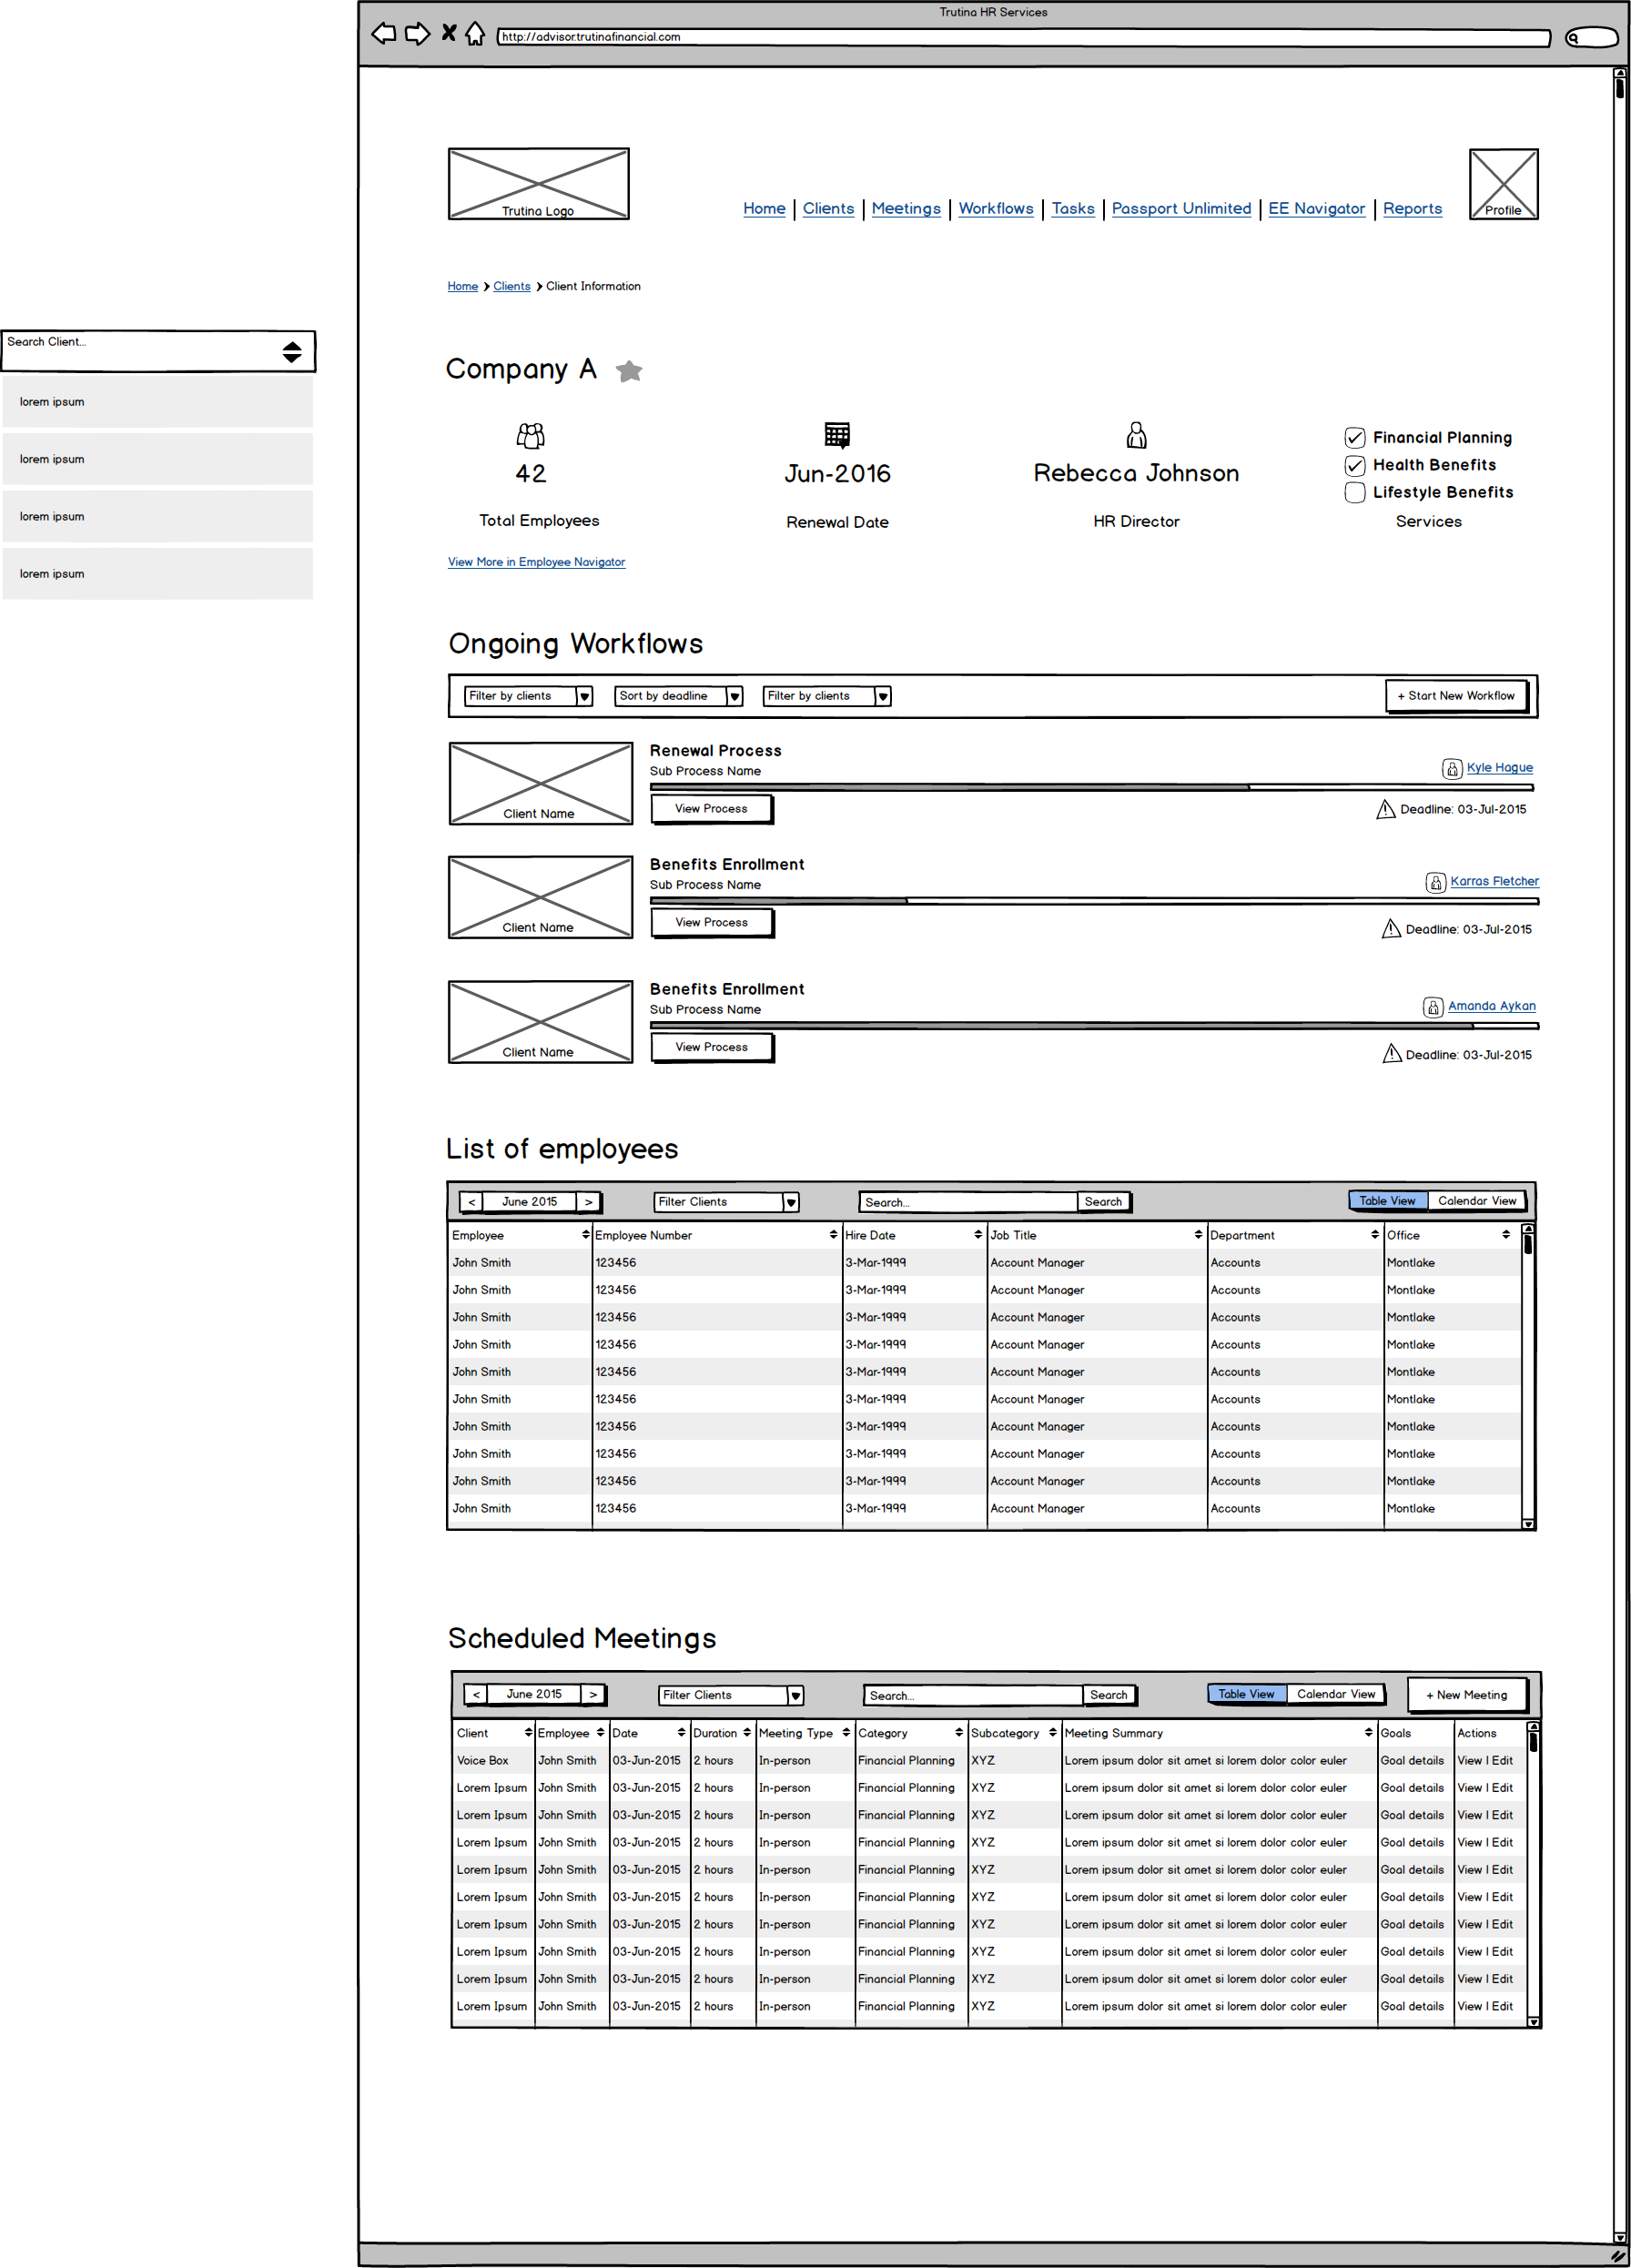 Trutina HR Services
http://advisor.trutinafinancial.com
Trutina Logo
Home | Clients | Meetings | Workflows | Tasks | Passport Unlimited | EE Navigator | Reports
Profile
Home > Clients > Client Information
Search Client...
lorem ipsum
lorem ipsum
lorem ipsum
lorem ipsum
Company A
42
Total Employees
Jun-2016
Renewal Date
Rebecca Johnson
HR Director
Financial Planning
Health Benefits
Lifestyle Benefits
Services
View More in Employee Navigator
Ongoing Workflows
Filter by clients Sort by deadline Filter by clients + Start New Workflow
Client Name
Renewal Process
Sub Process Name
Kyle Hague
View Process
Deadline: 03-Jul-2015
Client Name
Benefits Enrollment
Sub Process Name
Karras Fletcher
View Process
Deadline: 03-Jul-2015
Client Name
Benefits Enrollment
Sub Process Name
Amanda Aykan
View Process
Deadline: 03-Jul-2015
List of employees
< June 2015 > Filter Clients Search... Search Table View Calendar View
Employee Employee Number Hire Date Job Title Department Office
John Smith 123456 3-Mar-1999 Account Manager Accounts Montlake
John Smith 123456 3-Mar-1999 Account Manager Accounts Montlake
John Smith 123456 3-Mar-1999 Account Manager Accounts Montlake
John Smith 123456 3-Mar-1999 Account Manager Accounts Montlake
John Smith 123456 3-Mar-1999 Account Manager Accounts Montlake
John Smith 123456 3-Mar-1999 Account Manager Accounts Montlake
John Smith 123456 3-Mar-1999 Account Manager Accounts Montlake
John Smith 123456 3-Mar-1999 Account Manager Accounts Montlake
John Smith 123456 3-Mar-1999 Account Manager Accounts Montlake
John Smith 123456 3-Mar-1999 Account Manager Accounts Montlake
Scheduled Meetings
< June 2015 > Filter Clients Search... Search Table View Calendar View + New Meeting
Client Employee Date Duration Meeting Type Category Subcategory Meeting Summary Goals Actions
Voice Box John Smith 03-Jun-2015 2 hours In-person Financial Planning XYZ Lorem ipsum dolor sit amet si lorem dolor color euler Goal details View | Edit
Lorem Ipsum John Smith 03-Jun-2015 2 hours In-person Financial Planning XYZ Lorem ipsum dolor sit amet si lorem dolor color euler Goal details View | Edit
Lorem Ipsum John Smith 03-Jun-2015 2 hours In-person Financial Planning XYZ Lorem ipsum dolor sit amet si lorem dolor color euler Goal details View | Edit
Lorem Ipsum John Smith 03-Jun-2015 2 hours In-person Financial Planning XYZ Lorem ipsum dolor sit amet si lorem dolor color euler Goal details View | Edit
Lorem Ipsum John Smith 03-Jun-2015 2 hours In-person Financial Planning XYZ Lorem ipsum dolor sit amet si lorem dolor color euler Goal details View | Edit
Lorem Ipsum John Smith 03-Jun-2015 2 hours In-person Financial Planning XYZ Lorem ipsum dolor sit amet si lorem dolor color euler Goal details View | Edit
Lorem Ipsum John Smith 03-Jun-2015 2 hours In-person Financial Planning XYZ Lorem ipsum dolor sit amet si lorem dolor color euler Goal details View | Edit
Lorem Ipsum John Smith 03-Jun-2015 2 hours In-person Financial Planning XYZ Lorem ipsum dolor sit amet si lorem dolor color euler Goal details View | Edit
Lorem Ipsum John Smith 03-Jun-2015 2 hours In-person Financial Planning XYZ Lorem ipsum dolor sit amet si lorem dolor color euler Goal details View | Edit
Lorem Ipsum John Smith 03-Jun-2015 2 hours In-person Financial Planning XYZ Lorem ipsum dolor sit amet si lorem dolor color euler Goal details View | Edit